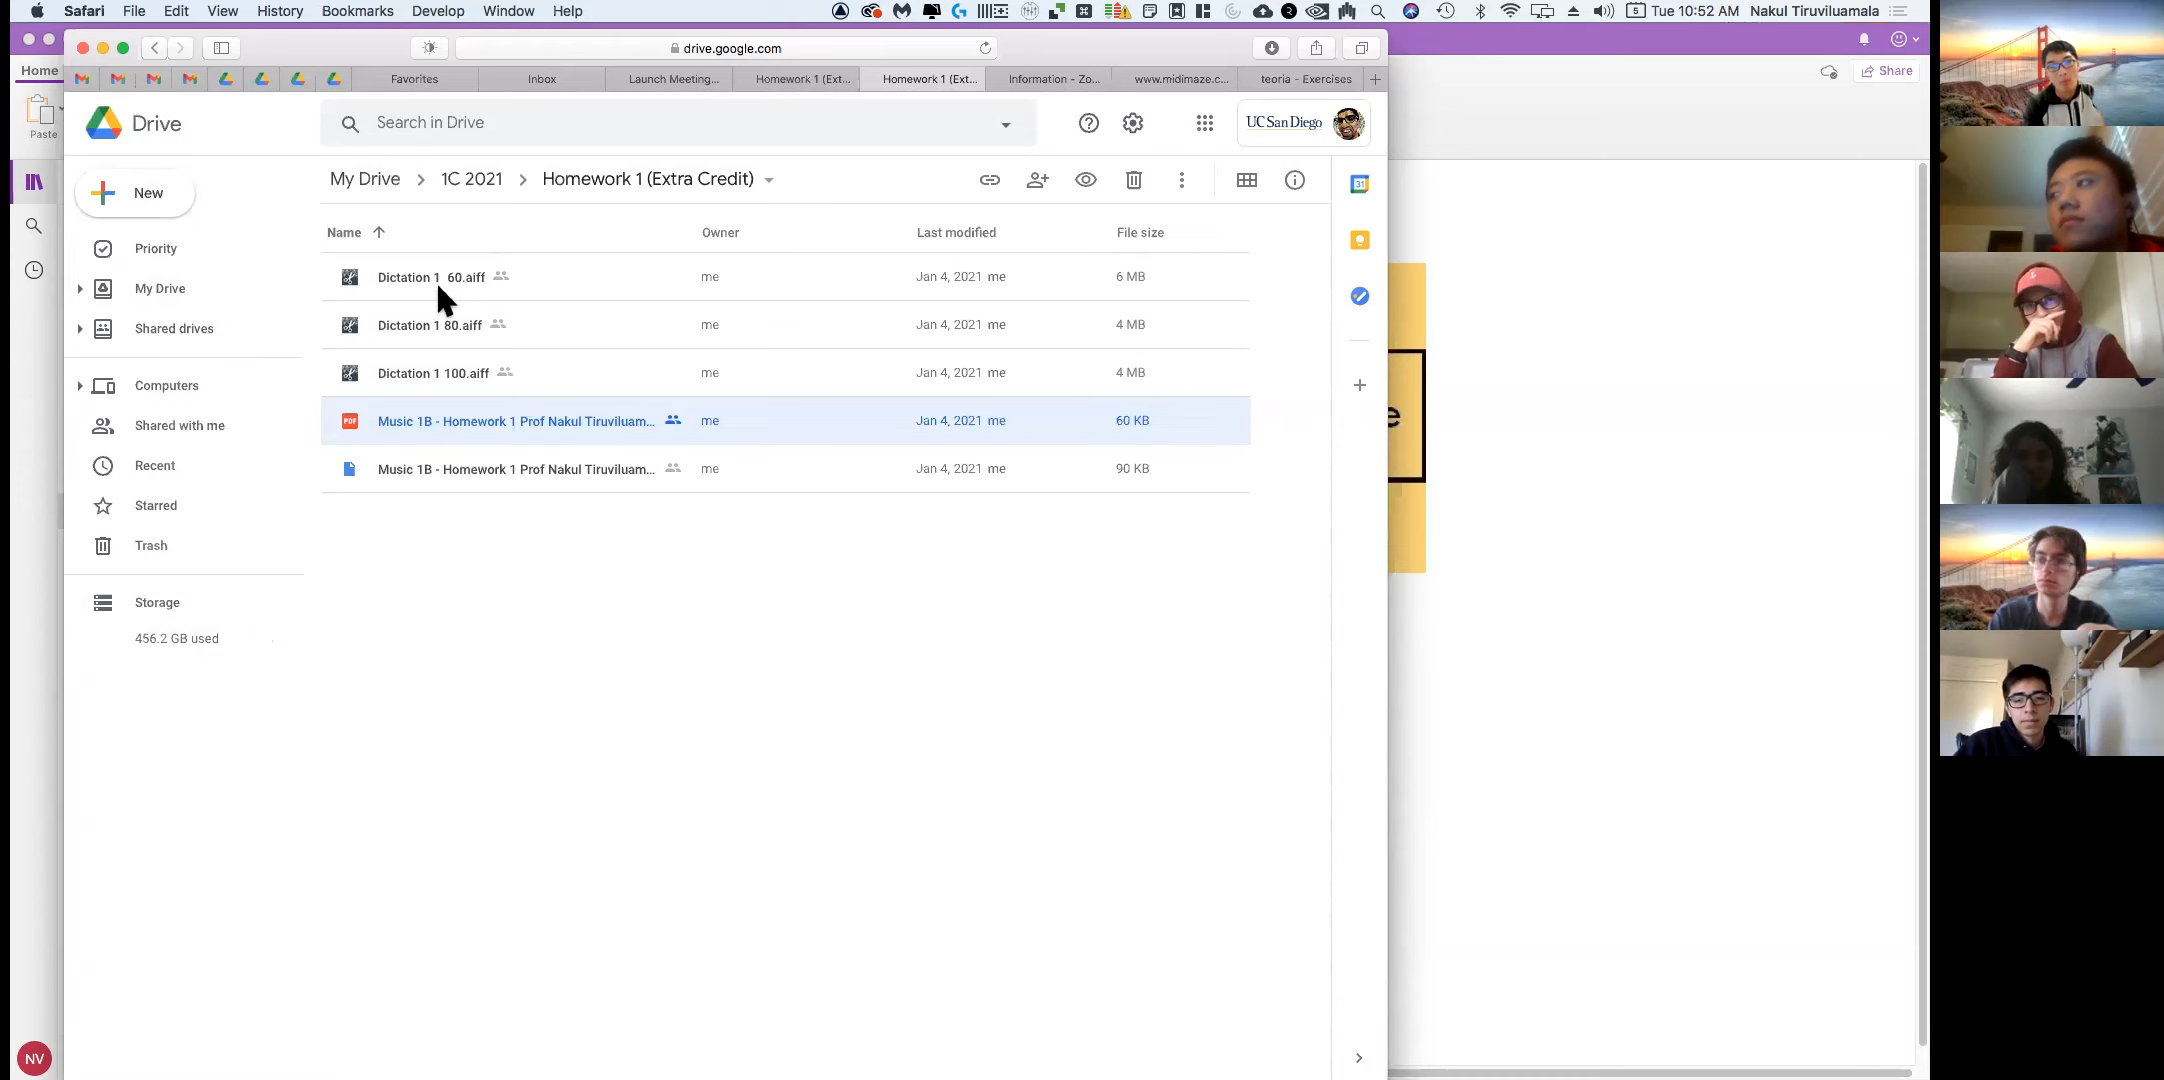 Safari File Edit View History Bookmarks Develop Window Help Tue 10:52 AM Nakul Tiruviluamala
drive.google.com
Home
Favorites Inbox Launch Meeting... Homework 1 (Ext... Homework 1 (Ext... Information - Zo... www.midimaze.c... teoria - Exercises
Share
Paste
Drive Search in Drive UC San Diego
My Drive > 1C 2021 > Homework 1 (Extra Credit)
31
New
Name Owner Last modified File size
Priority
Dictation 1 60.aiff me Jan 4, 2021 me 6 MB
My Drive
Dictation 1 80.aiff me Jan 4, 2021 me 4 MB
Shared drives
Dictation 1 100.aiff me Jan 4, 2021 me 4 MB
Computers
PDF Music 1B - Homework 1 Prof Nakul Tiruviluam... me Jan 4, 2021 me 60 KB
e
Shared with me
Music 1B - Homework 1 Prof Nakul Tiruviluam... me Jan 4, 2021 me 90 KB
Recent
Starred
Trash
Storage
456.2 GB used
NV